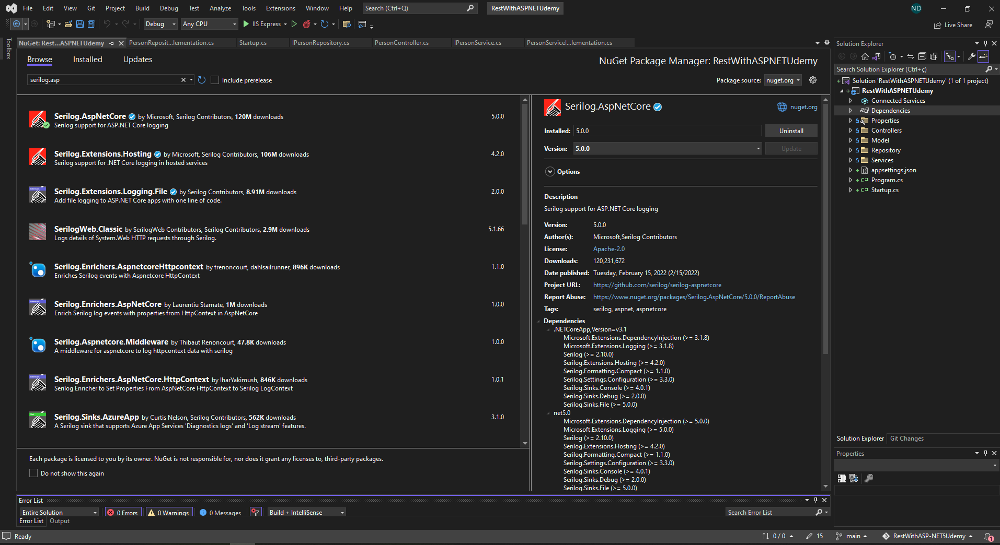 File Edit View Git Project Build Debug Test Analyze Tools Extensions Window Help Search (Ctrl+Q) RestWithASPNETUdemy ND
Debug Any CPU IIS Express Live Share
Toolbox
NuGet: Rest...ASPNETUdemy PersonReposit...lementation.cs Startup.cs IPersonRepository.cs PersonController.cs IPersonService.cs PersonServiceI...lementation.cs
Browse Installed Updates
NuGet Package Manager: RestWithASPNETUdemy
serilog.asp Include prerelease
Package source: nuget.org
Serilog.AspNetCore by Microsoft, Serilog Contributors, 120M downloads 5.0.0
Serilog support for ASP.NET Core logging
Serilog.Extensions.Hosting by Microsoft, Serilog Contributors, 106M downloads 4.2.0
Serilog support for .NET Core logging in hosted services
Serilog.Extensions.Logging.File by Serilog Contributors, 8.91M downloads 2.0.0
Add file logging to ASP.NET Core apps with one line of code.
SerilogWeb.Classic by SerilogWeb Contributors, Serilog Contributors, 2.9M downloads 5.1.66
Logs details of System.Web HTTP requests through Serilog.
Serilog.Enrichers.AspnetcoreHttpcontext by trenoncourt, dahlsailrunner, 896K downloads 1.1.0
Enriches Serilog events with Aspnetcore HttpContext
Serilog.Enrichers.AspNetCore by Laurentiu Stamate, 1M downloads 1.0.0
Enrich Serilog log events with properties from HttpContext in AspNetCore
Serilog.Aspnetcore.Middleware by Thibaut Renoncourt, 47.8K downloads 1.0.0
A middleware for aspnetcore to log httpcontext data with serilog
Serilog.Enrichers.AspNetCore.HttpContext by IharYakimush, 846K downloads 1.0.1
Serilog Enricher to Set Properties From AspNetCore HttpContext to Serilog LogContext
Serilog.Sinks.AzureApp by Curtis Nelson, Serilog Contributors, 562K downloads 3.1.0
A Serilog sink that supports Azure App Services 'Diagnostics logs' and 'Log stream' features.
Each package is licensed to you by its owner. NuGet is not responsible for, nor does it grant any licenses to, third-party packages.
Do not show this again
Serilog.AspNetCore nuget.org
Installed: 5.0.0 Uninstall
Version: 5.0.0 Update
Options
Description
Serilog support for ASP.NET Core logging
Version: 5.0.0
Author(s): Microsoft,Serilog Contributors
License: Apache-2.0
Downloads: 120,231,672
Date published: Tuesday, February 15, 2022 (2/15/2022)
Project URL: https://github.com/serilog/serilog-aspnetcore
Report Abuse: https://www.nuget.org/packages/Serilog.AspNetCore/5.0.0/ReportAbuse
Tags: serilog, aspnet, aspnetcore
Dependencies
.NETCoreApp,Version=v3.1
Microsoft.Extensions.DependencyInjection (>= 3.1.8)
Microsoft.Extensions.Logging (>= 3.1.8)
Serilog (>= 2.10.0)
Serilog.Extensions.Hosting (>= 4.2.0)
Serilog.Formatting.Compact (>= 1.1.0)
Serilog.Settings.Configuration (>= 3.3.0)
Serilog.Sinks.Console (>= 4.0.1)
Serilog.Sinks.Debug (>= 2.0.0)
Serilog.Sinks.File (>= 5.0.0)
net5.0
Microsoft.Extensions.DependencyInjection (>= 5.0.0)
Microsoft.Extensions.Logging (>= 5.0.0)
Serilog (>= 2.10.0)
Serilog.Extensions.Hosting (>= 4.2.0)
Serilog.Formatting.Compact (>= 1.1.0)
Serilog.Settings.Configuration (>= 3.3.0)
Serilog.Sinks.Console (>= 4.0.1)
Serilog.Sinks.Debug (>= 2.0.0)
Serilog.Sinks.File (>= 5.0.0)
Solution Explorer
Search Solution Explorer (Ctrl+ç)
Solution 'RestWithASPNETUdemy' (1 of 1 project)
RestWithASPNETUdemy
Connected Services
Dependencies
Properties
Controllers
Model
Repository
Services
appsettings.json
C# Program.cs
C# Startup.cs
Solution Explorer Git Changes
Properties
Error List
Entire Solution 0 Errors 0 Warnings 0 Messages Build + IntelliSense Search Error List
Error List Output
Ready 0 / 0 15 main RestWithASP-NET5Udemy 1